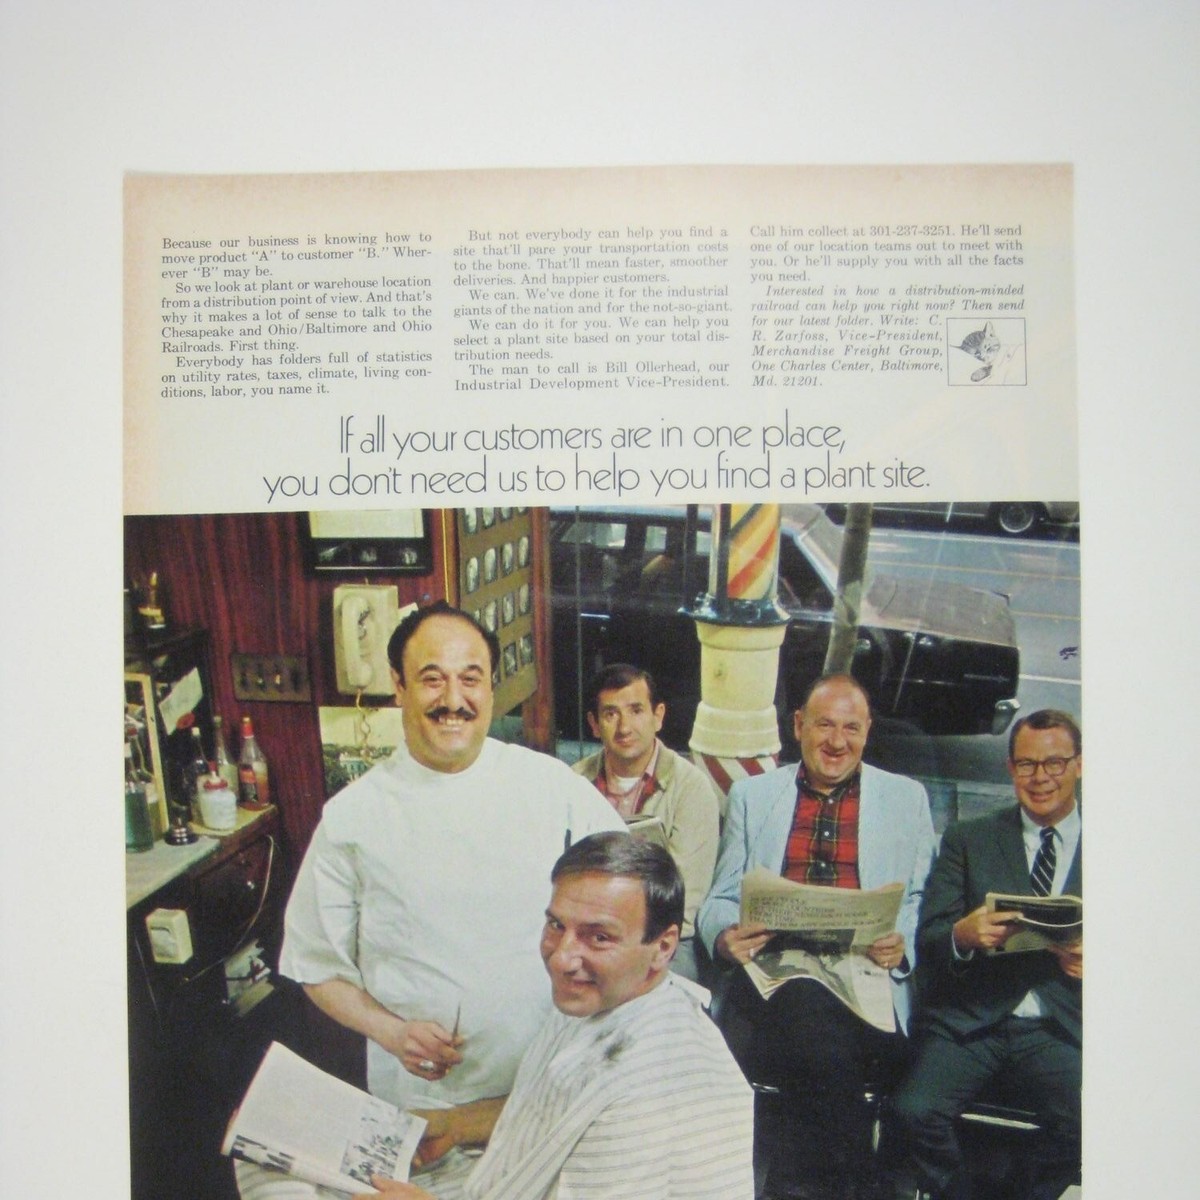 Because our business is knowing how to
move product "A" to customer "B." Wher-
ever "B" may be.
So we look at plant or warehouse location
from a distribution point of view. And that's
why it makes a lot of sense to talk to the
Chesapeake and Ohio/Baltimore and Ohio
Railroads. First thing.
Everybody has folders full of statistics
on utility rates, taxes, climate, living con-
ditions, labor, you name it.
But not everybody can help you find a
site that'll pare your transportation costs
to the bone. That'll mean faster, smoother
deliveries. And happier customers.
We can. We've done it for the industrial
giants of the nation and for the not-so-giant.
We can do it for you. We can help you
select a plant site based on your total dis-
tribution needs.
The man to call is Bill Ollerhead, our
Industrial Development Vice-President.
Call him collect at 301-237-3251. He'll send
one of our location teams out to meet with
you. Or he'll supply you with all the facts
you need.
Interested in how a distribution-minded
railroad can help you right now? Then send
for our latest folder. Write: C.
R. Zarfoss, Vice-President,
Merchandise Freight Group,
One Charles Center, Baltimore,
Md. 21201.
If all your customers are in one place,
you don't need us to help you find a plant site.